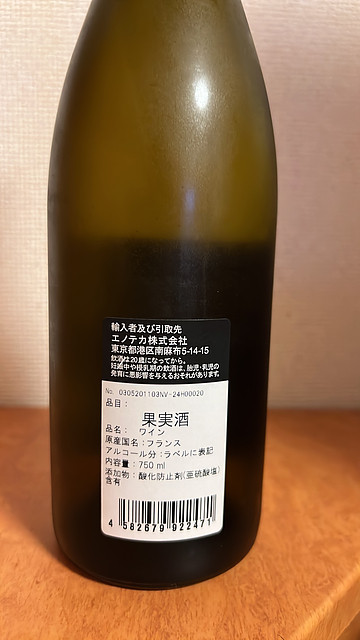 輸入者及び引取先
エノテカ株式会社
東京都港区南麻布5-14-15
飲酒は20歳になってから。
妊娠中や授乳期の飲酒は、胎児・乳児の
発育に悪影響を与えるおそれがあります。
No. 0305201103NV-24H00020
品目：
果実酒
品名： ワイン
原産国名：フランス
アルコール分：ラベルに表記
内容量：750 ml
添加物：酸化防止剤(亜硫酸塩)
含有
4 582679 922471